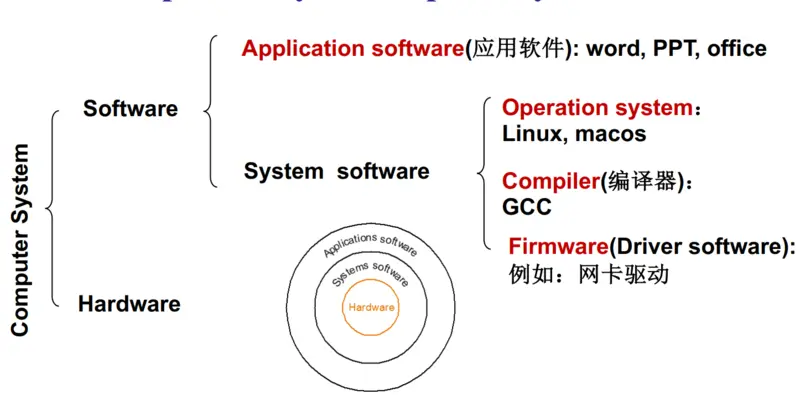 Application software(应用软件): word, PPT, office
Software
Operation system：
Linux, macos
System  software
Compiler(编译器)：
GCC
Firmware(Driver software):
例如：网卡驱动
Computer System
Hardware
Applications software
Systems software
Hardware